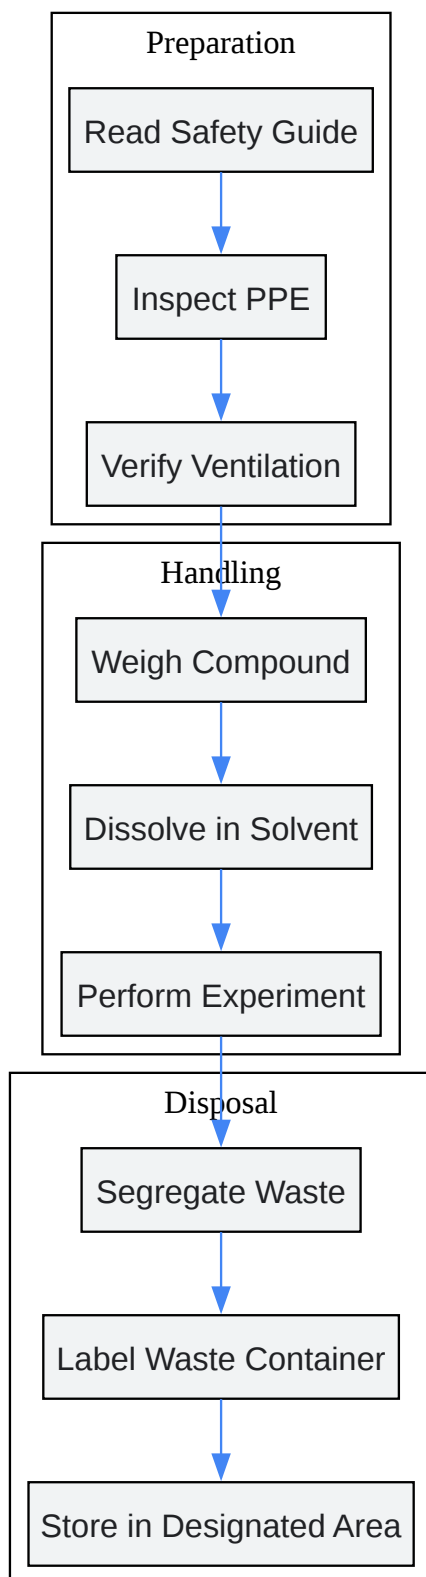 Preparation
Read Safety Guide
Inspect PPE
Verify Ventilation
Handling
Weigh Compound
Dissolve in Solvent
Perform Experiment
Disposal
Segregate Waste
Label Waste Container
Store in Designated Area